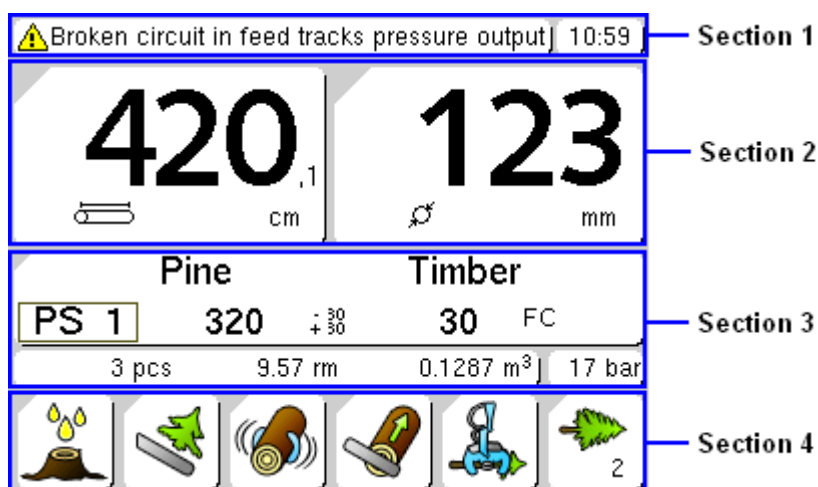 Broken circuit in feed tracks pressure output 10:59 Section 1
420,1 123 Section 2
cm mm
Pine Timber
PS 1 320 - 30 + 30 30 FC Section 3
3 pcs 9.57 rm 0.1287 m³ 17 bar
Section 4
2